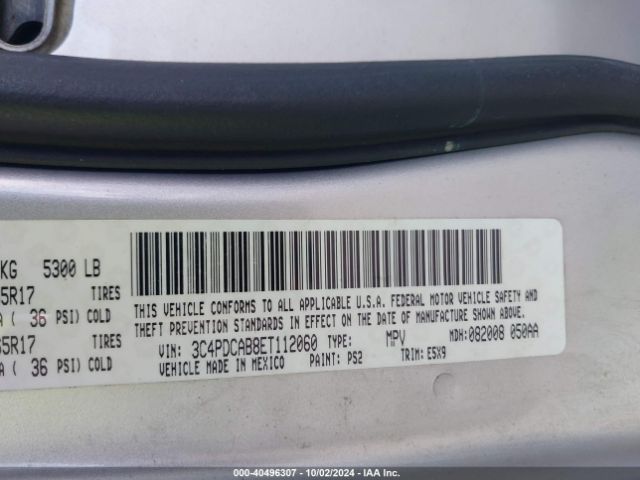 KG 5300 LB
5R17 TIRES
( 36 PSI) COLD
5R17 TIRES
A ( 36 PSI) COLD
THIS VEHICLE CONFORMS TO ALL APPLICABLE U.S.A. FEDERAL MOTOR VEHICLE SAFETY AND
THEFT PREVENTION STANDARDS IN EFFECT ON THE DATE OF MANUFACTURE SHOWN ABOVE.
VIN: 3C4PDCAB8ET112060 TYPE: MPV MDH:082008 050AA
VEHICLE MADE IN MEXICO PAINT: PS2 TRIM: E5X9
000-40496307 - 10/02/2024 - IAA Inc.